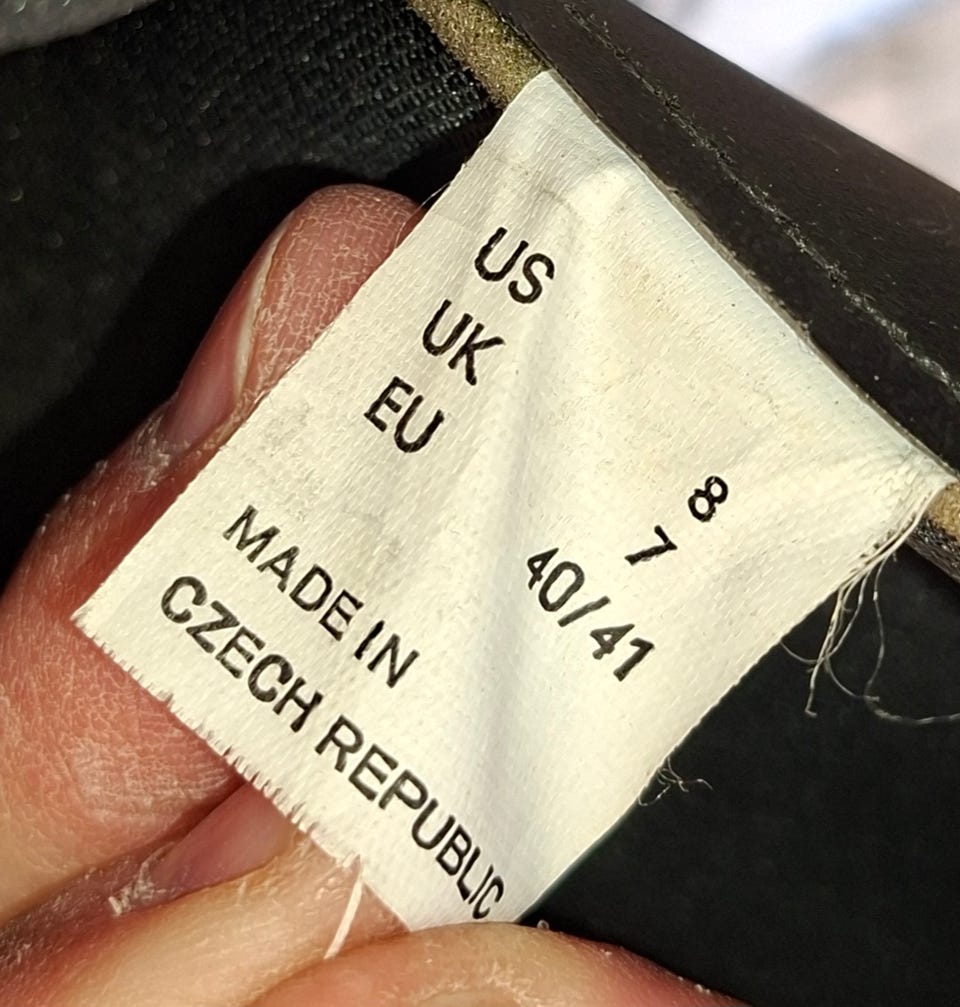 US 8
UK 7
EU 40/41
MADE IN
CZECH REPUBLIC